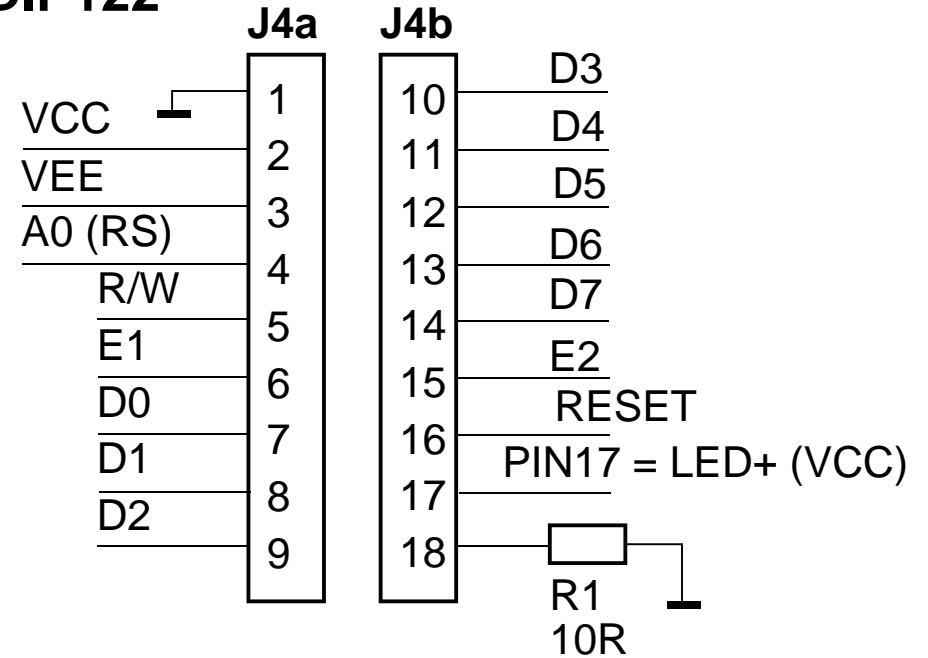 J4a J4b
1
2
3
4
5
6
7
8
9
VCC
VEE
A0 (RS)
R/W
E1
D0
D1
D2
10
11
12
13
14
15
16
17
18
D3
D4
D5
D6
D7
E2
RESET
PIN17 = LED+ (VCC)
R1
10R